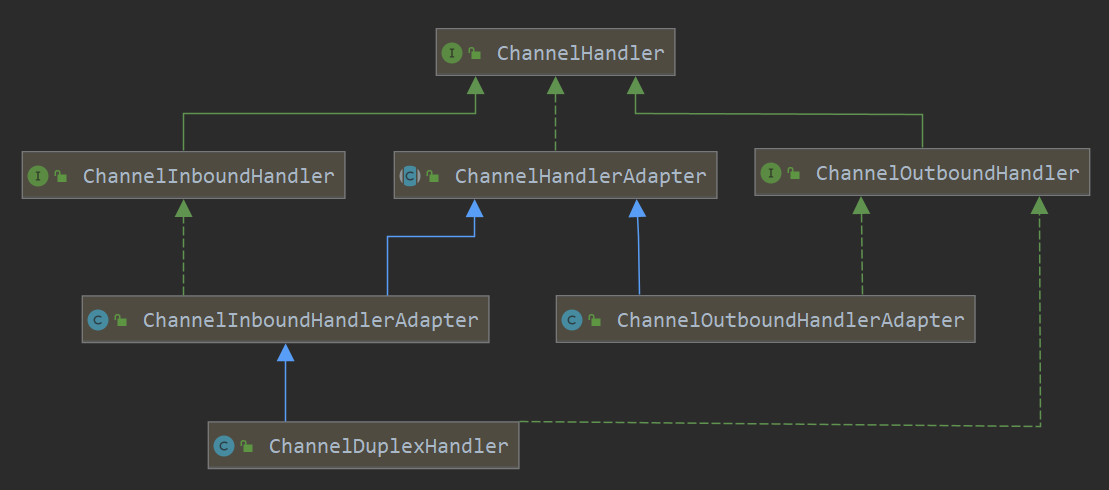 I ChannelHandler
I ChannelInboundHandler
C ChannelHandlerAdapter
I ChannelOutboundHandler
C ChannelInboundHandlerAdapter
C ChannelOutboundHandlerAdapter
C ChannelDuplexHandler